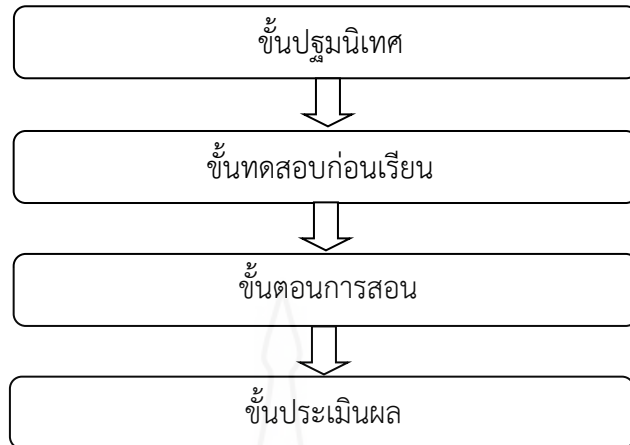 ขั้นปฐมนิเทศ
ขั้นทดสอบก่อนเรียน
ขั้นตอนการสอน
ขั้นประเมินผล